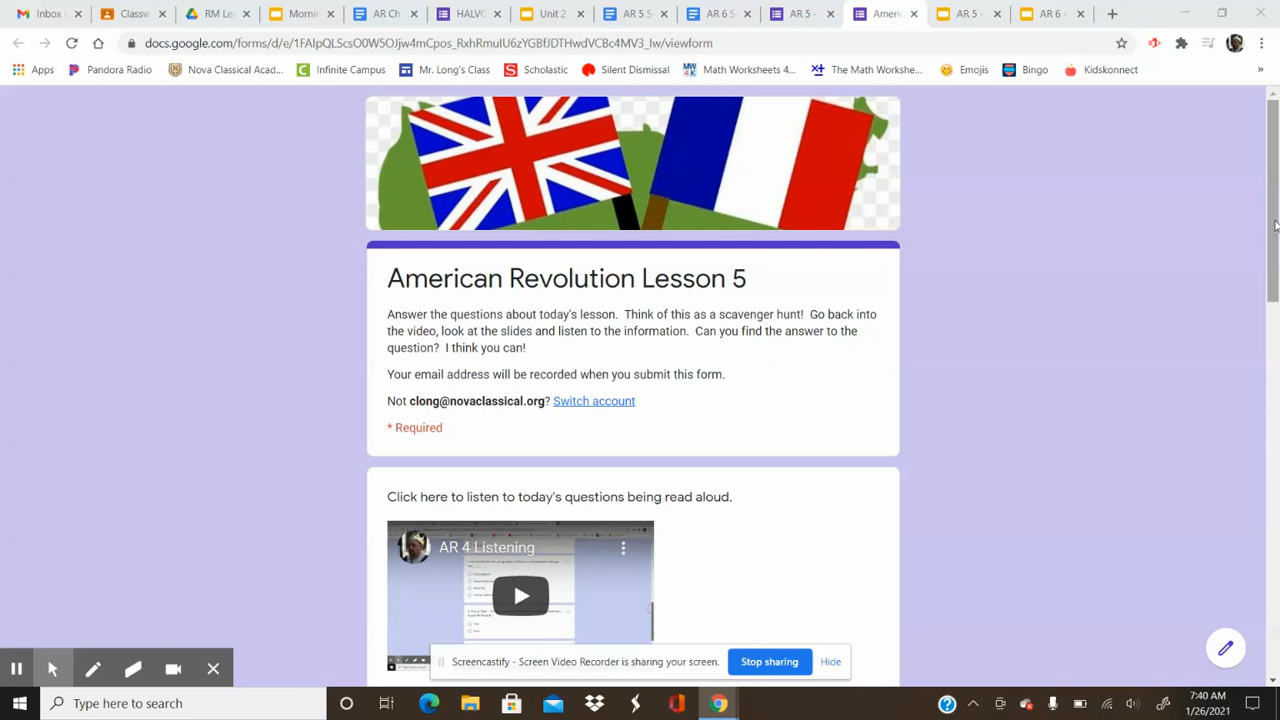 Inbox
Classw
RM Les
Mornin
AR Ch
HALVO
Unit 2
AR 5 S
AR 6 S
AR 5 -
Ameri
AR 5 -
AR 6 -
docs.google.com/forms/d/e/1FAIpQLScsO0W5OJjw4mCpos_RxhRmuIU6zYGBfJDTHwdVCBc4MV3_lw/viewform
Apps
Pandora Radio
Nova Classical Acad...
Infinite Campus
Mr. Long's Class
Scholastic
Silent Dismissal
Math Worksheets 4...
The Math Workshe...
Emojis
Bingo
Kidskonnect
»
American Revolution Lesson 5
Answer the questions about today's lesson.  Think of this as a scavenger hunt!  Go back into
the video, look at the slides and listen to the information.  Can you find the answer to the
question?  I think you can!
Your email address will be recorded when you submit this form.
Not clong@novaclassical.org? Switch account
* Required
Click here to listen to today's questions being read aloud.
AR 4 Listening
Screencastify - Screen Video Recorder is sharing your screen.
Stop sharing
Hide
Type here to search
7:40 AM
1/26/2021